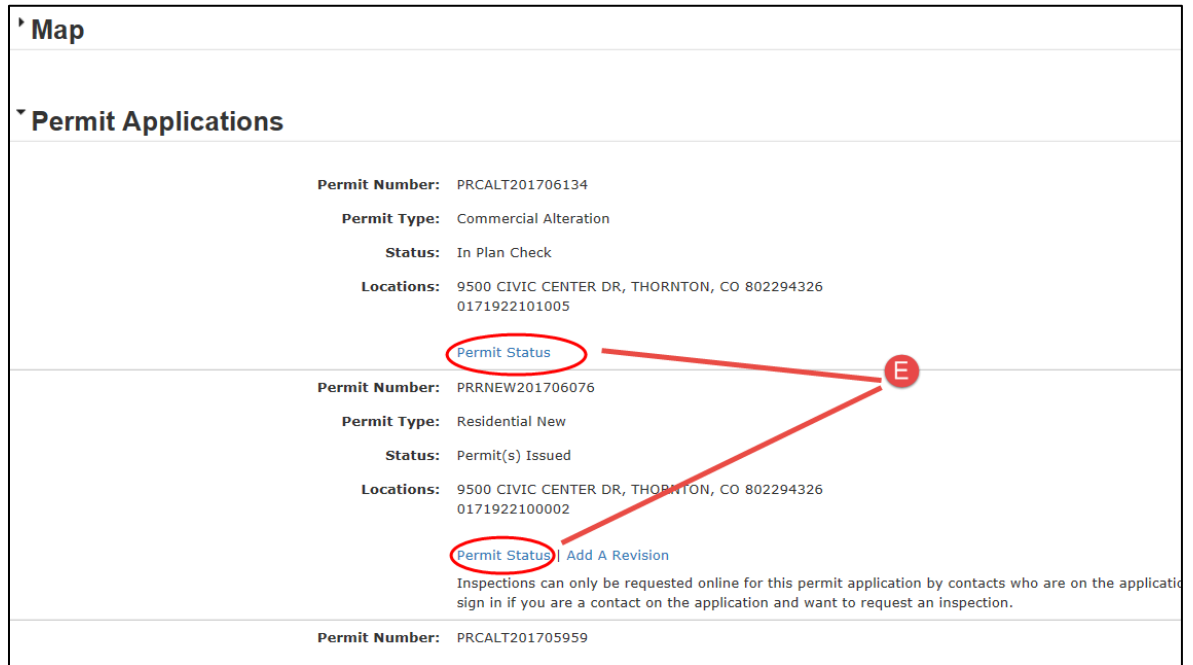 Map
Permit Applications
Permit Number: PRCALT201706134
Permit Type: Commercial Alteration
Status: In Plan Check
Locations: 9500 CIVIC CENTER DR, THORNTON, CO 802294326
0171922101005
Permit Status
E
Permit Number: PRRNEW201706076
Permit Type: Residential New
Status: Permit(s) Issued
Locations: 9500 CIVIC CENTER DR, THORNTON, CO 802294326
0171922100002
Permit Status | Add A Revision
Inspections can only be requested online for this permit application by contacts who are on the
sign in if you are a contact on the application and want to request an inspection.
Permit Number: PRCALT201705959